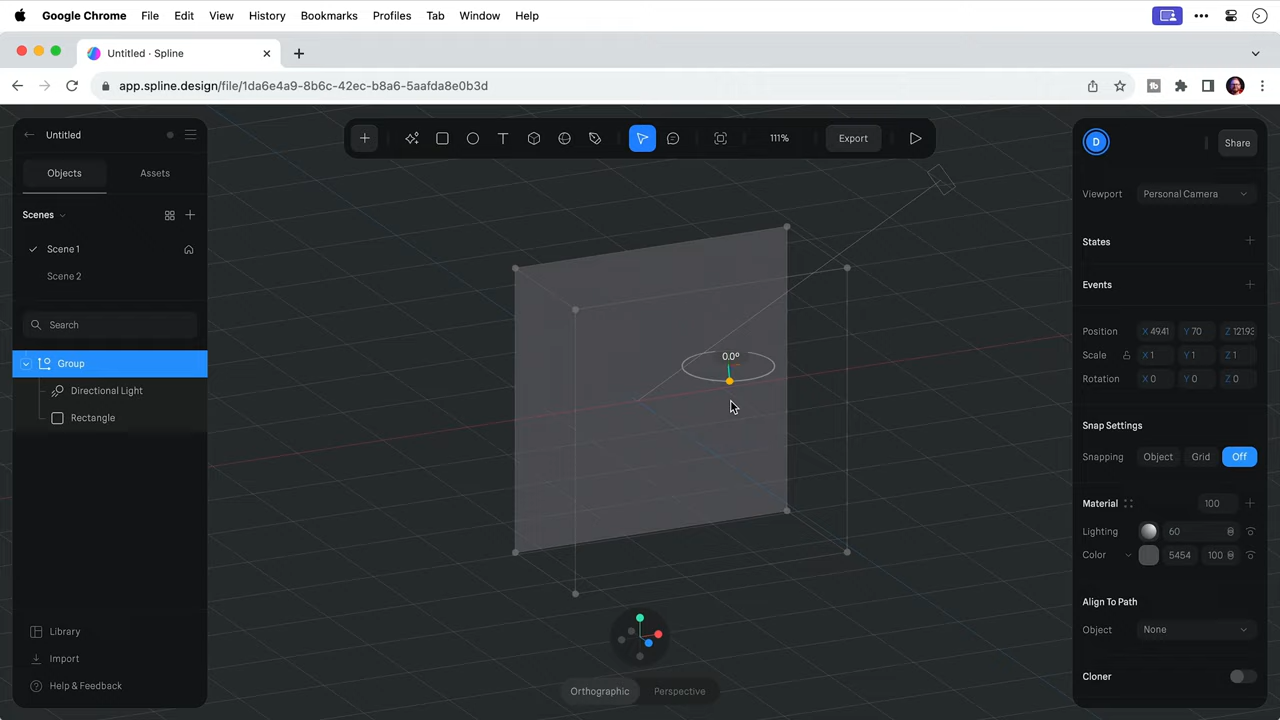 Google Chrome File Edit View History Bookmarks Profiles Tab Window Help
Untitled · Spline
app.spline.design/file/1da6e4a9-8b6c-42ec-b8a6-5aafda8e0b3d
Untitled
111% Export
D Share
Objects Assets
Viewport Personal Camera
Scenes
States
Scene 1
Scene 2
Events
Search
Position X 49.41 Y 70 Z 121.93
Scale X 1 Y 1 Z 1
Rotation X 0 Y 0 Z 0
Group
Directional Light
Rectangle
0.0°
Snap Settings
Snapping Object Grid Off
Material 100
Lighting 60
Color 5454 100
Align To Path
Object None
Cloner
Library
Import
Help & Feedback
Orthographic Perspective